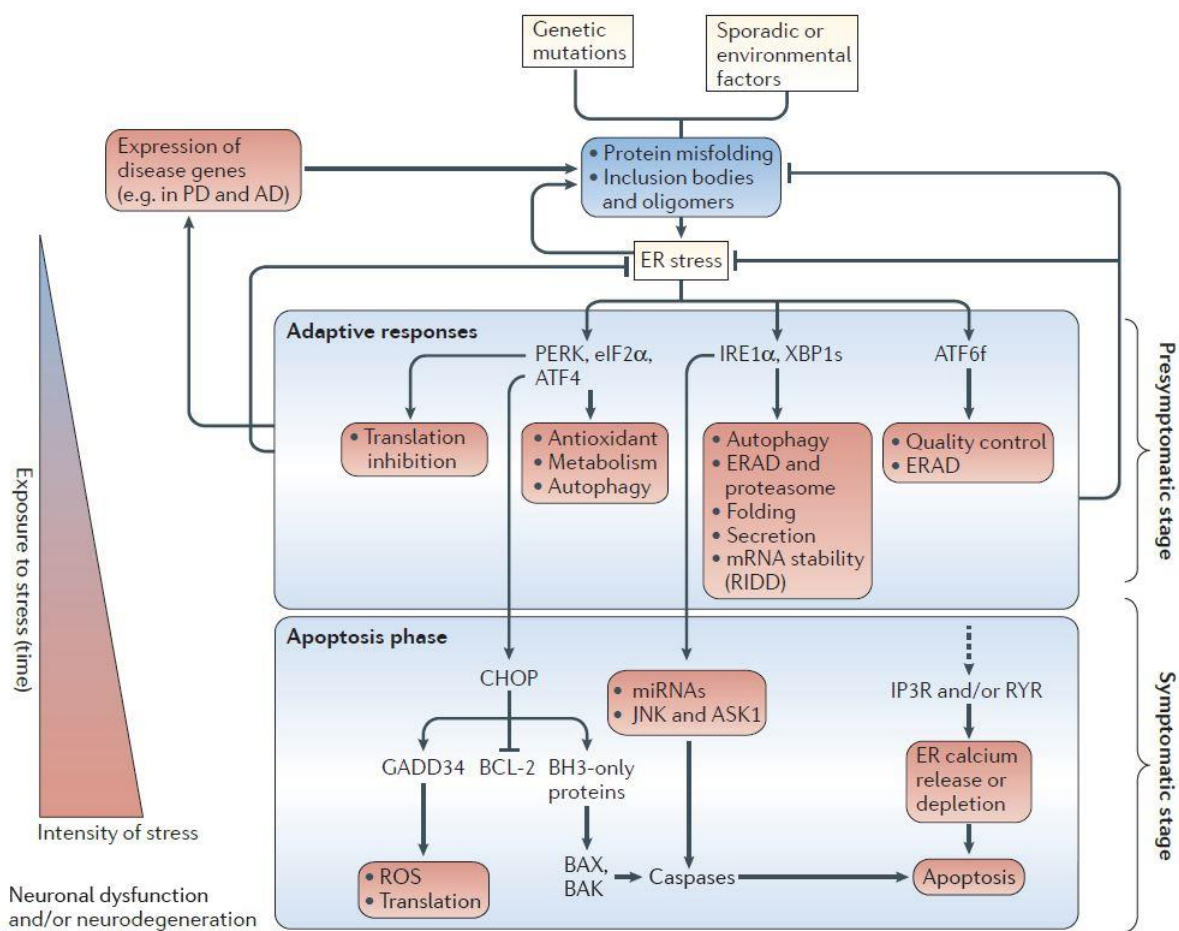 Genetic
mutations
Sporadic or
environmental
factors
Expression of
disease genes
(e.g. in PD and AD)
• Protein misfolding
• Inclusion bodies
and oligomers
ER stress
Adaptive responses
PERK, eIF2α,
ATF4
IRE1α, XBP1s
ATF6f
• Translation
inhibition
• Antioxidant
• Metabolism
• Autophagy
• Autophagy
• ERAD and
proteasome
• Folding
• Secretion
• mRNA stability
(RIDD)
• Quality control
• ERAD
Presymptomatic stage
Exposure to stress (time)
Intensity of stress
Apoptosis phase
CHOP
• miRNAs
• JNK and ASK1
IP3R and/or RYR
GADD34
BCL-2
BH3-only
proteins
ER calcium
release or
depletion
• ROS
• Translation
BAX,
BAK
Caspases
Apoptosis
Symptomatic stage
Neuronal dysfunction
and/or neurodegeneration